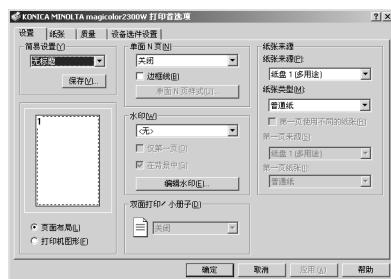 KONICA MINOLTA magicolor2300W 打印首选项
设置 纸张 质量 设备选件设置
简易设置(Y)
无标题
保存(V)...
1
页面布局(L)
打印机图形(F)
单面 N 页(N)
关闭
边框线(B)
单面 N 页样式(U)...
水印(W)
<无>
仅第一页(O)
在背景中(G)
编辑水印(E)...
双面打印／小册子(D)
关闭
纸张来源
纸张来源(P):
纸盘 1 (多用途)
纸张类型(M):
普通纸
第一页使用不同的纸张(R)
第一页来源(S)
纸盘 1 (多用途)
第一页纸张(I)
普通纸
确定 取消 应用(A) 帮助